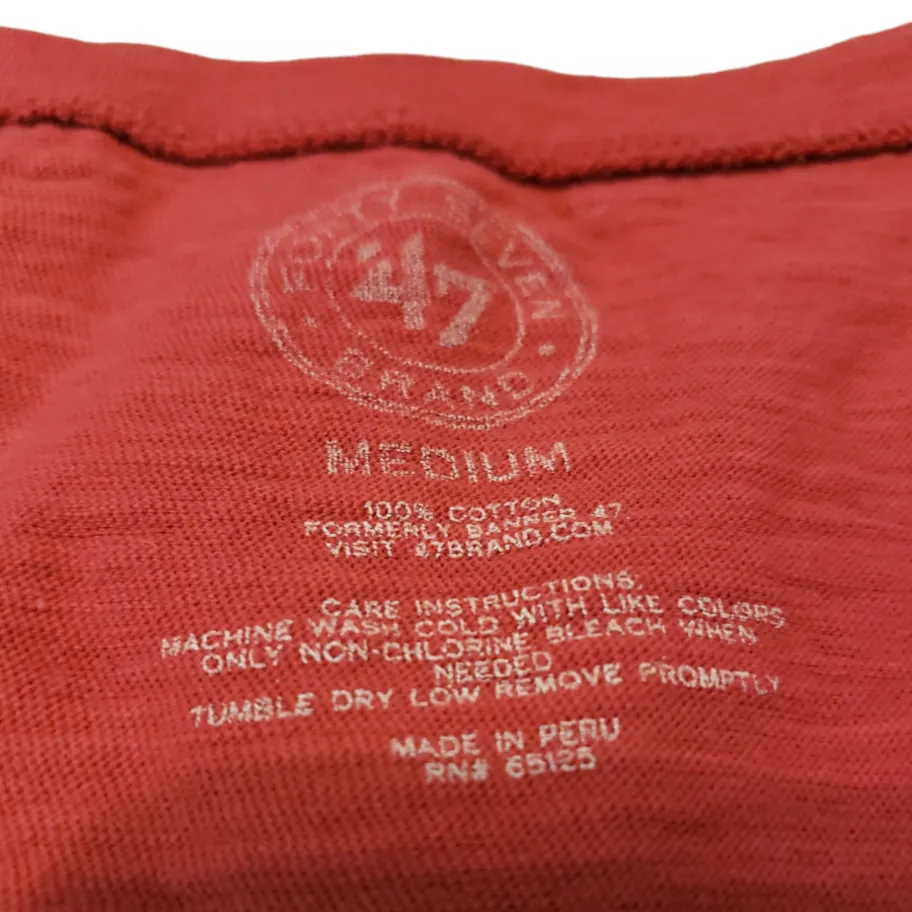 FORTY SEVEN
47
BRAND
MEDIUM
100% COTTON
FORMERLY BANNER 47
VISIT 47BRAND.COM
CARE INSTRUCTIONS:
MACHINE WASH COLD WITH LIKE COLORS
ONLY NON-CHLORINE BLEACH WHEN
NEEDED
TUMBLE DRY LOW REMOVE PROMPTLY
MADE IN PERU
RN# 65125